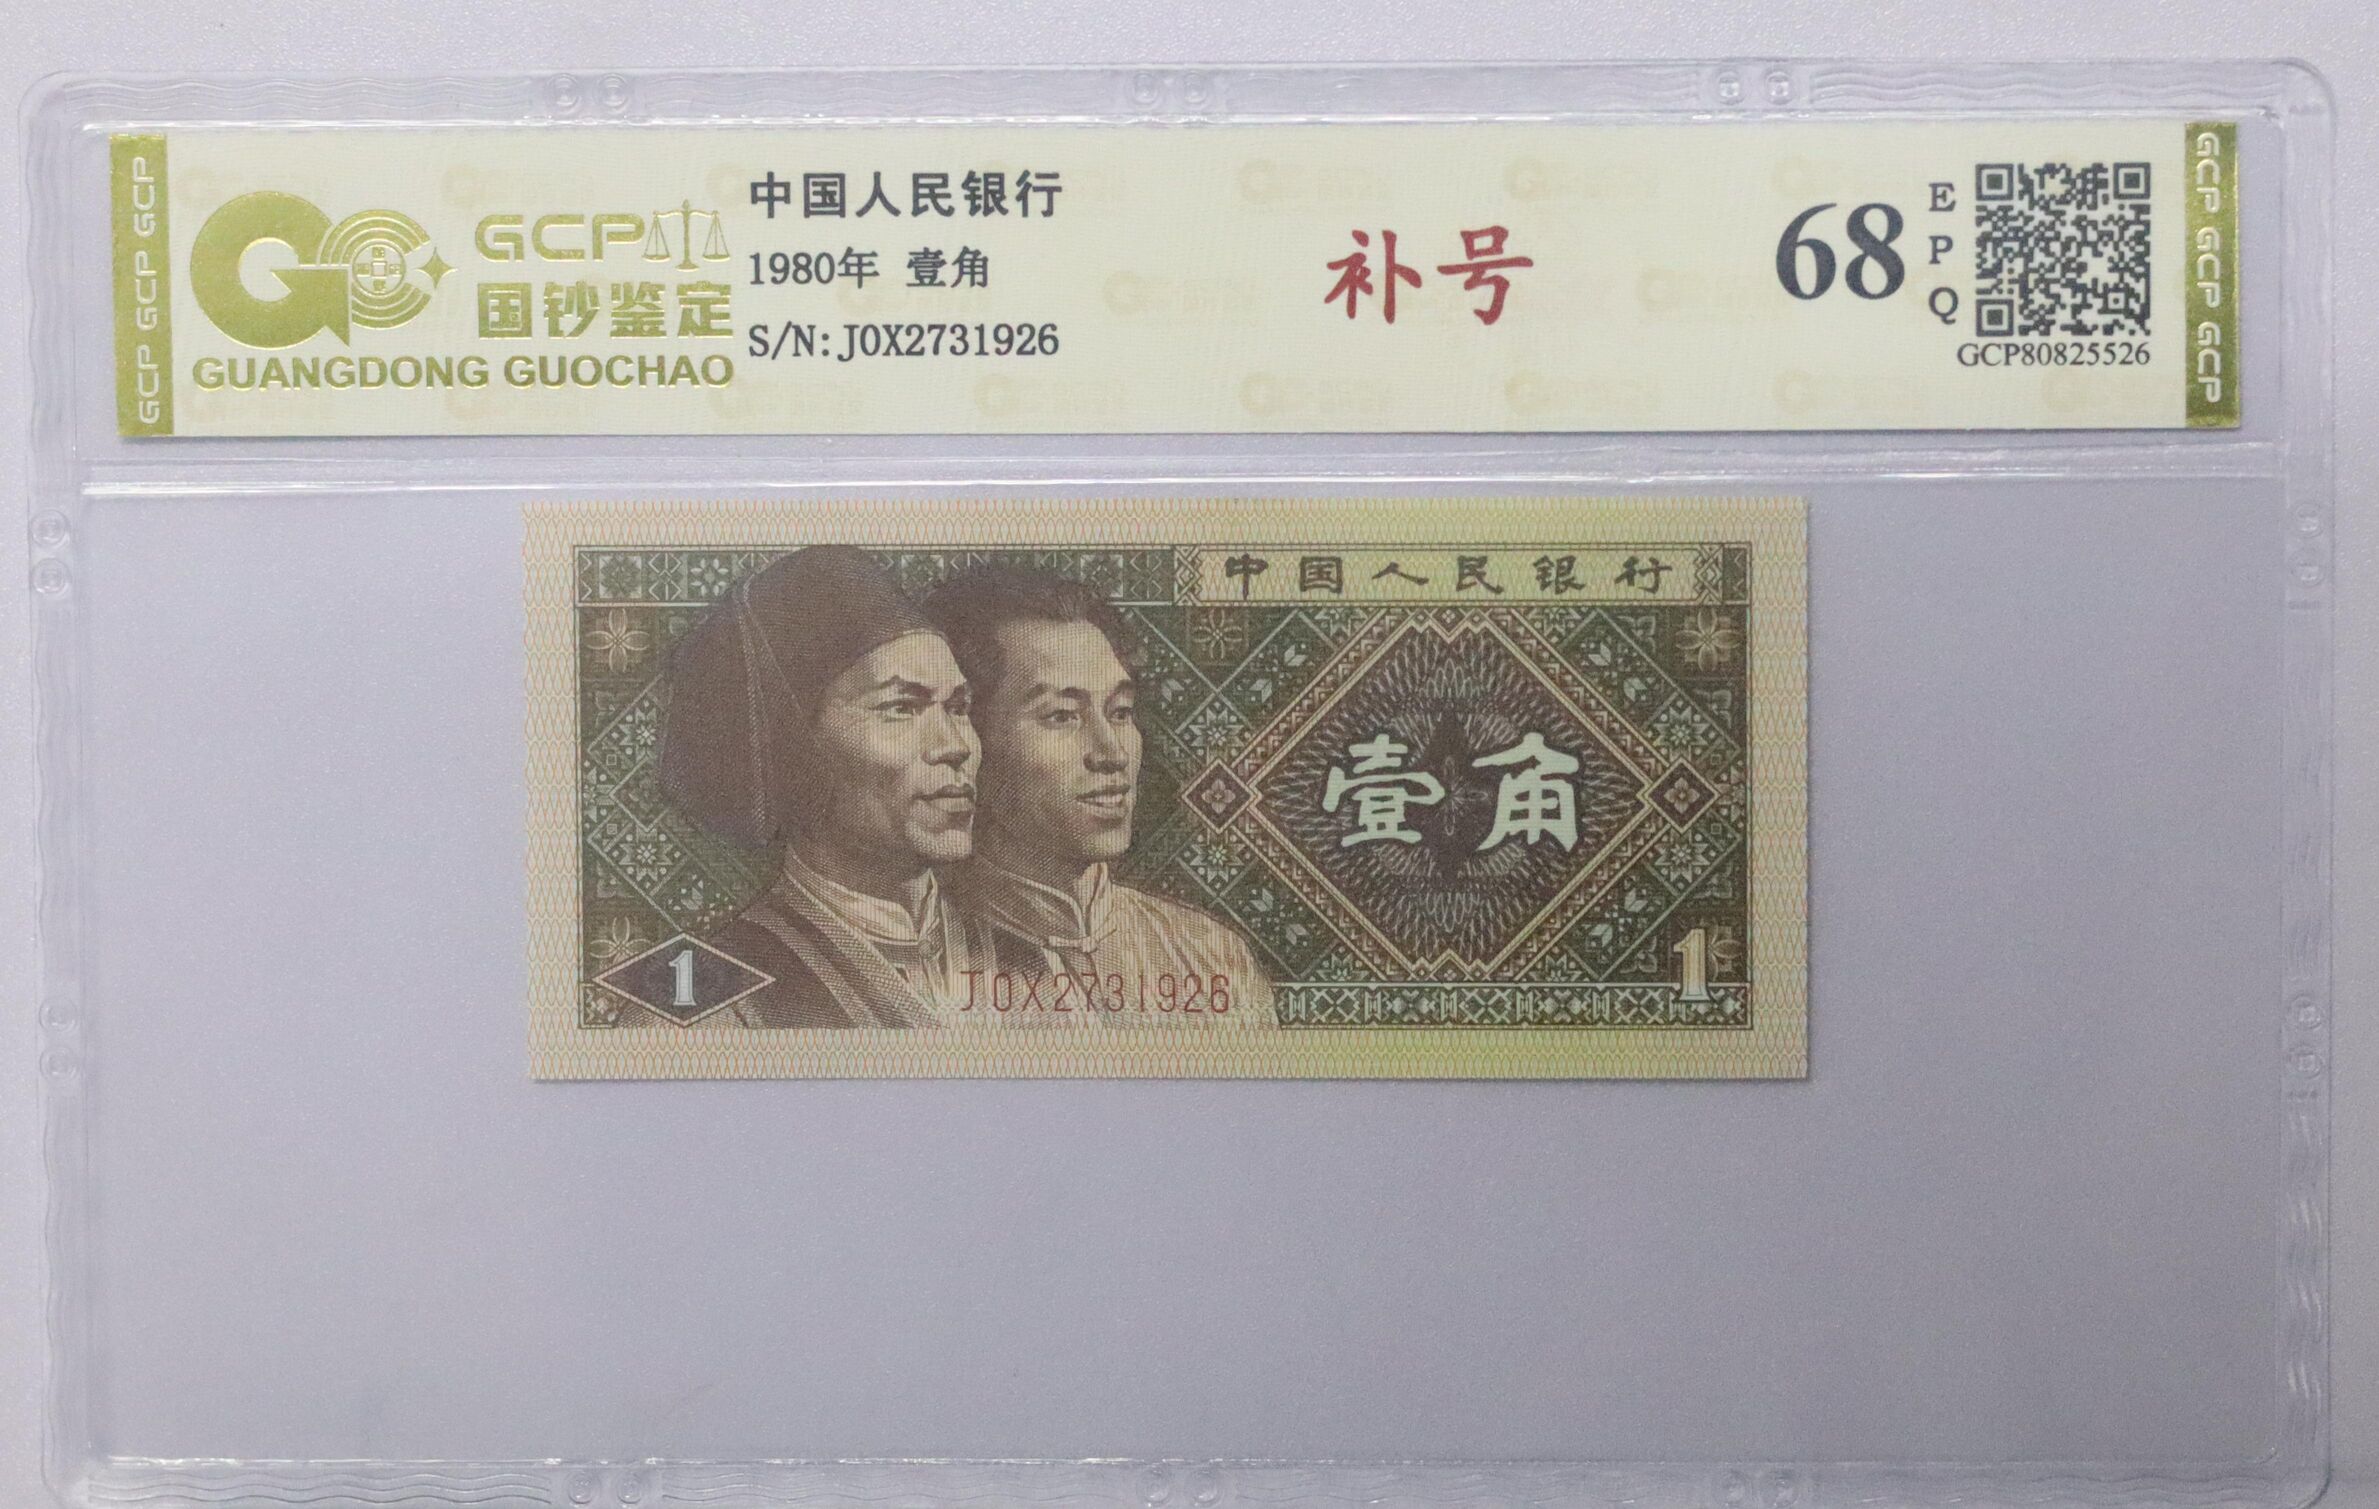 GCP GCP GCP
GCP
国钞鉴定
GUANGDONG GUOCHAO
中国人民银行
1980年 壹角
S/N:J0X2731926
补号
68
E
P
Q
GCP80825526
GCP GCP GCP
中国人民银行
壹角
1
J0X2731926
1